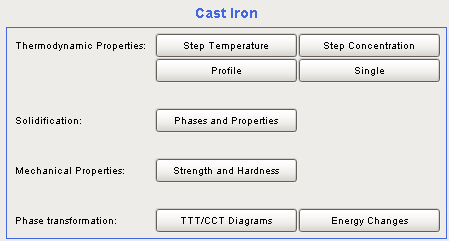 Cast Iron
Thermodynamic Properties: Step Temperature Step Concentration
Profile Single
Solidification: Phases and Properties
Mechanical Properties: Strength and Hardness
Phase transformation: TTT/CCT Diagrams Energy Changes